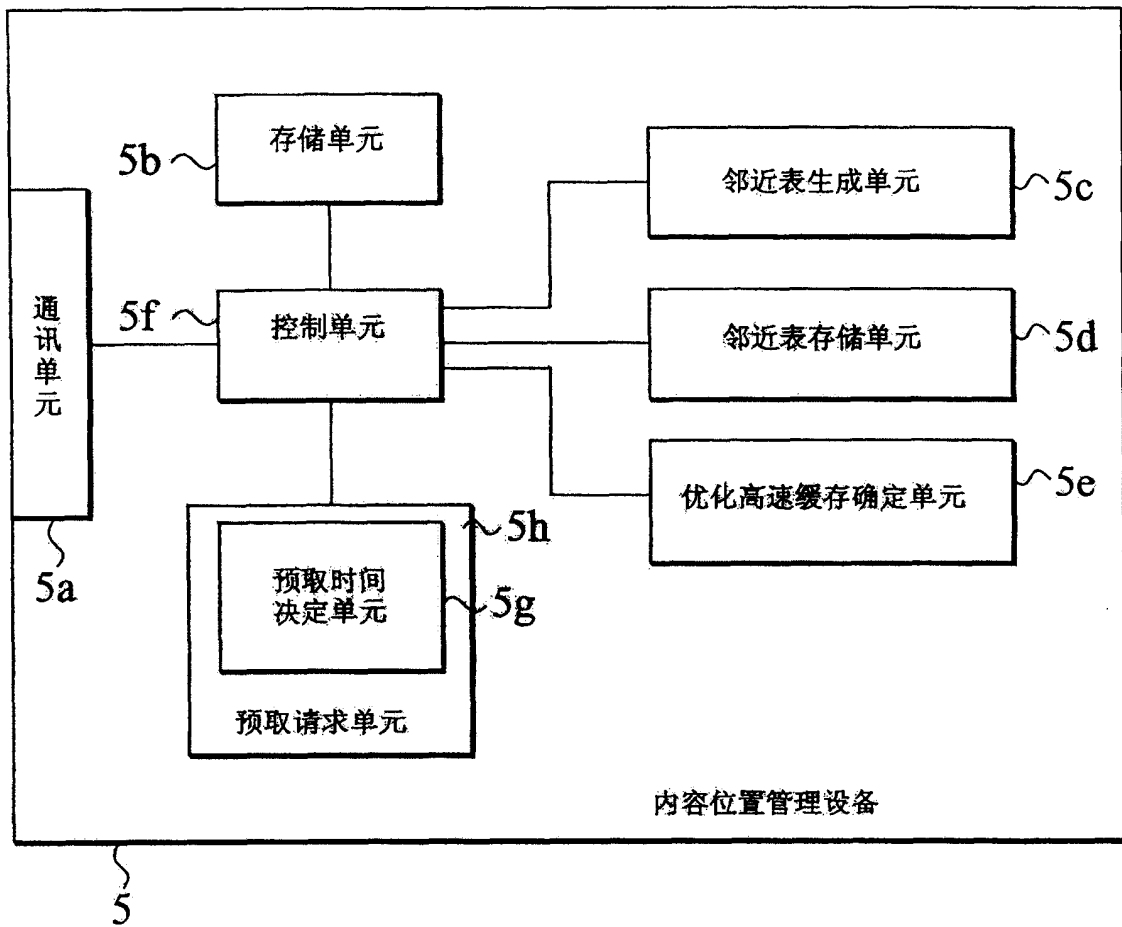 存储单元
5b
邻近表生成单元
5c
通讯单元
5a
5f
控制单元
邻近表存储单元
5d
优化高速缓存确定单元
5e
5h
预取时间
决定单元
5g
预取请求单元
内容位置管理设备
5